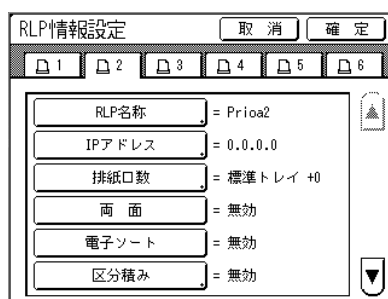 RLP情報設定 取 消 確 定
1 2 3 4 5 6
RLP名称 = Prioa2
IPアドレス = 0.0.0.0
排紙口数 = 標準トレイ +0
両 面 = 無効
電子ソート = 無効
区分積み = 無効